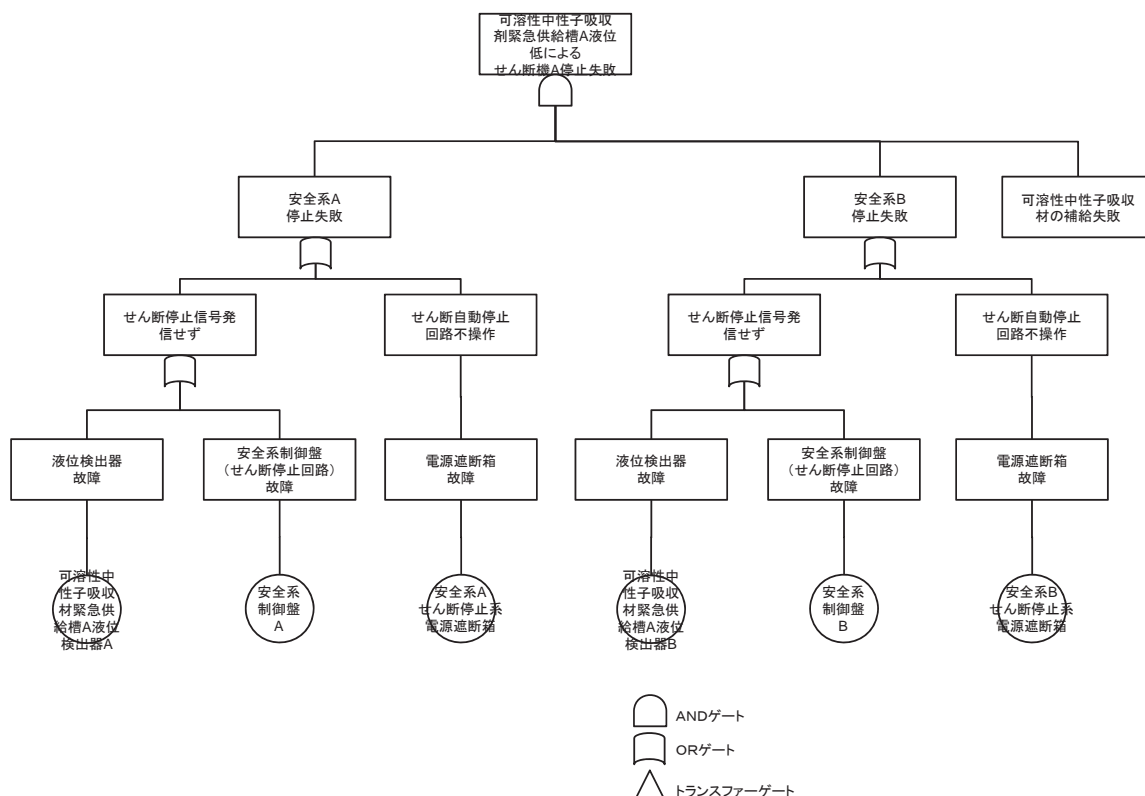 可溶性中性子吸収
剤緊急供給槽A液位
低による
せん断機A停止失敗
安全系A
停止失敗
安全系B
停止失敗
可溶性中性子吸収
材の補給失敗
せん断停止信号発
信せず
せん断自動停止
回路不操作
せん断停止信号発
信せず
せん断自動停止
回路不操作
液位検出器
故障
安全系制御盤
(せん断停止回路)
故障
電源遮断箱
故障
液位検出器
故障
安全系制御盤
(せん断停止回路)
故障
電源遮断箱
故障
可溶性中
性子吸収
材緊急供
給槽A液位
検出器A
安全系
制御盤
A
安全系A
せん断停止系
電源遮断箱
可溶性中
性子吸収
材緊急供
給槽A液位
検出器B
安全系
制御盤
B
安全系B
せん断停止系
電源遮断箱
ANDゲート
ORゲート
トランスファーゲート